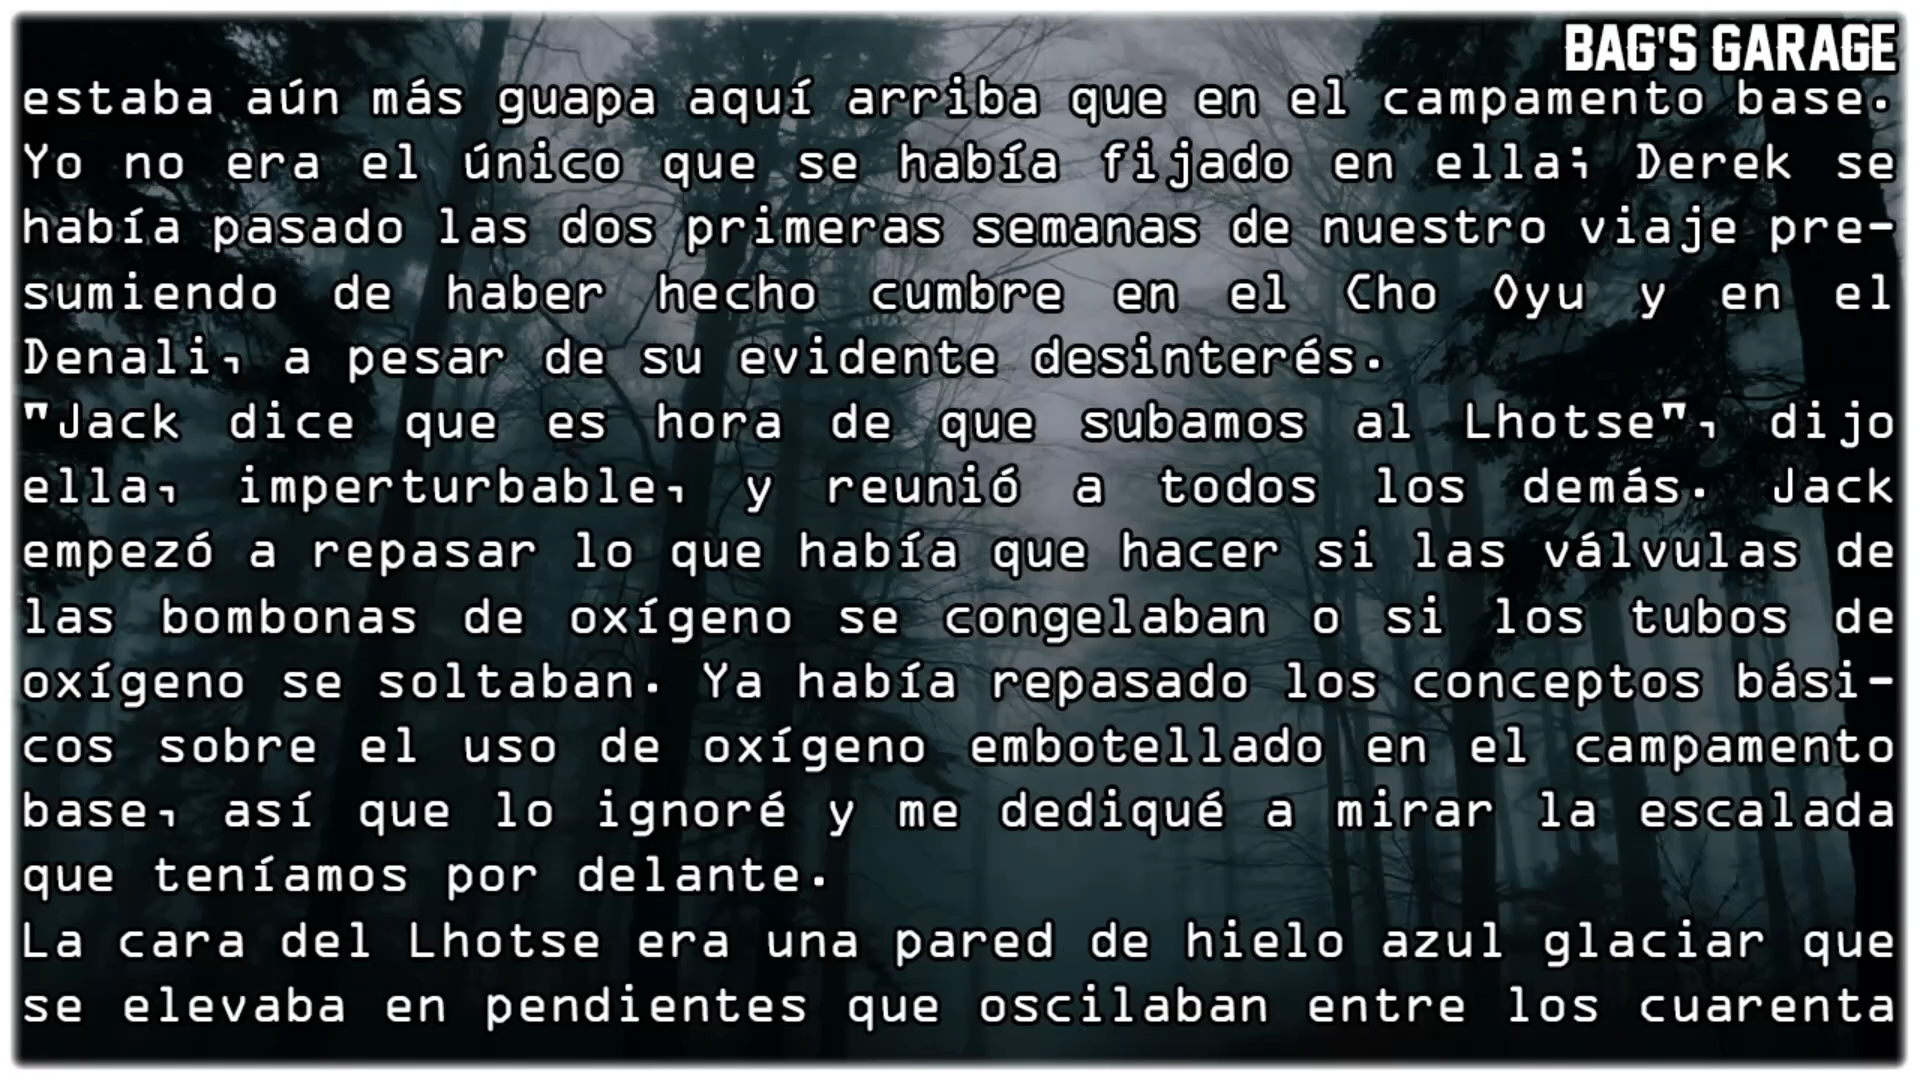 BAG'S GARAGE
estaba aún más guapa aquí arriba que en el campamento base.
Yo no era el único que se había fijado en ella; Derek se
había pasado las dos primeras semanas de nuestro viaje pre-
sumiendo de haber hecho cumbre en el Cho Oyu y en el
Denali, a pesar de su evidente desinterés.
"Jack dice que es hora de que subamos al Lhotse", dijo
ella, imperturbable, y reunió a todos los demás. Jack
empezó a repasar lo que había que hacer si las válvulas de
las bombonas de oxígeno se congelaban o si los tubos de
oxígeno se soltaban. Ya había repasado los conceptos bási-
cos sobre el uso de oxígeno embotellado en el campamento
base, así que lo ignoré y me dediqué a mirar la escalada
que teníamos por delante.
La cara del Lhotse era una pared de hielo azul glaciar que
se elevaba en pendientes que oscilaban entre los cuarenta